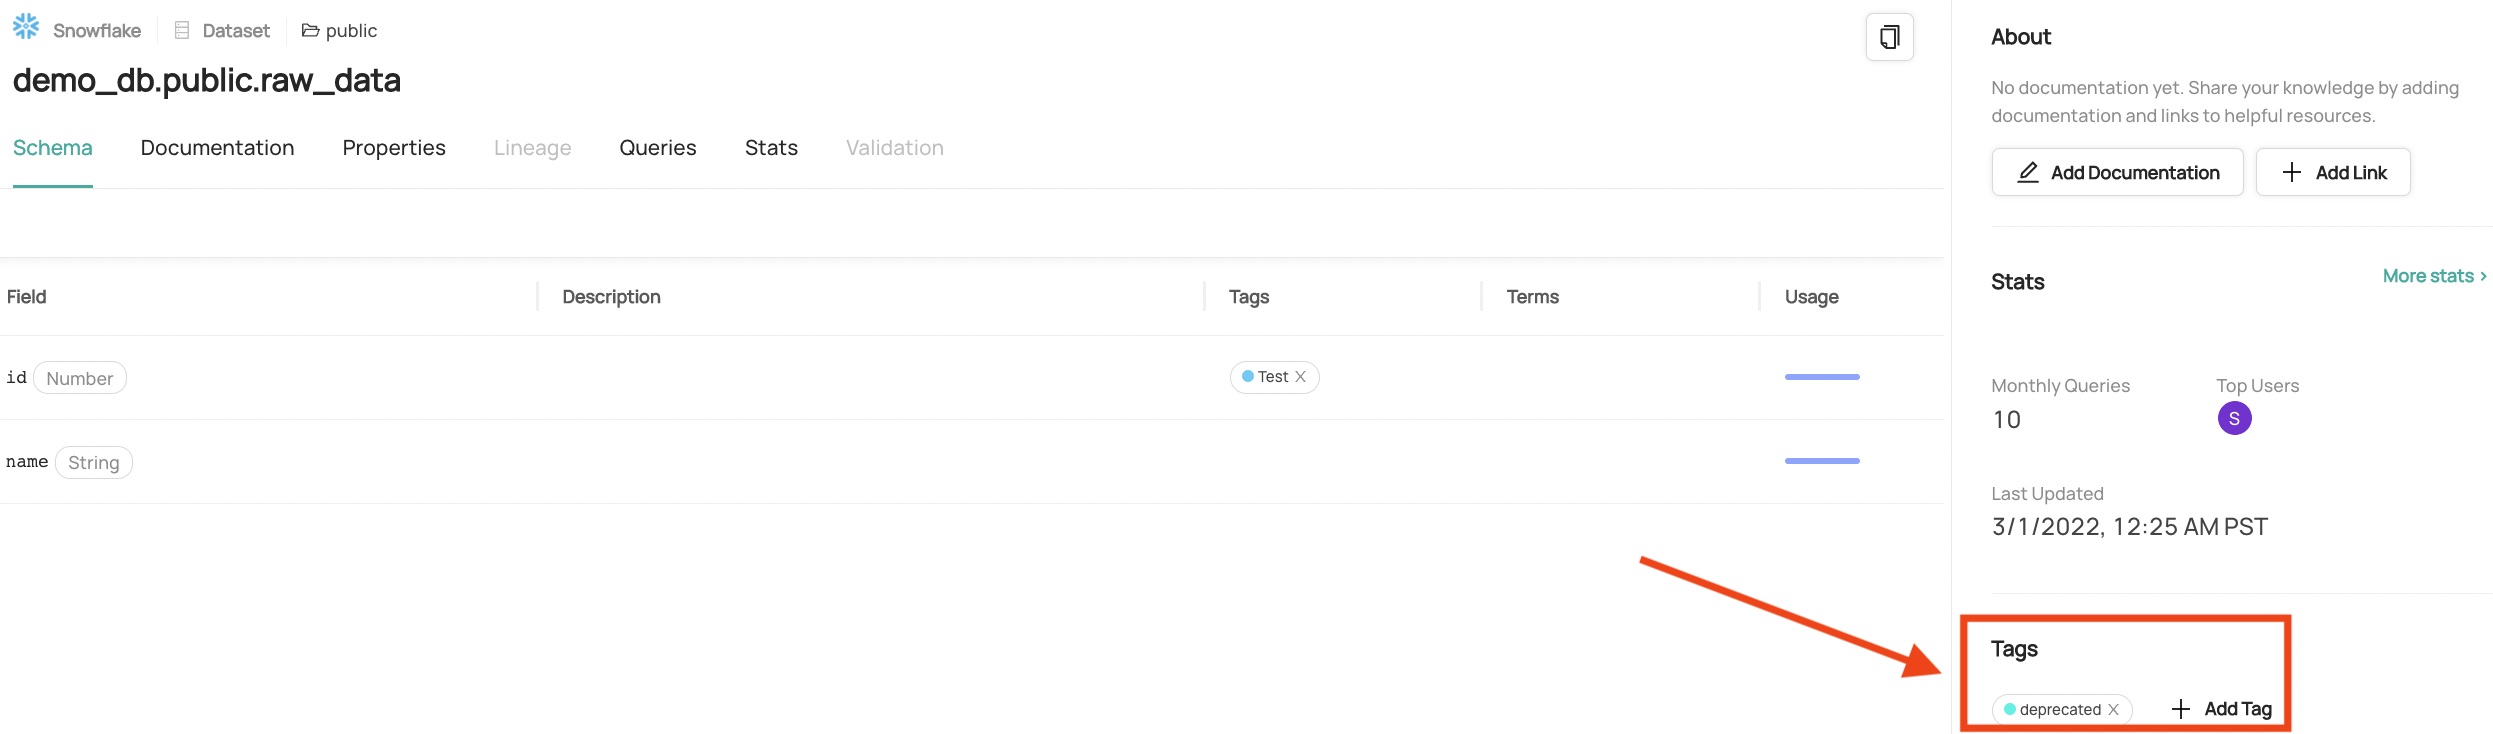 Snowflake Dataset public
demo_db.public.raw_data
Schema Documentation Properties Lineage Queries Stats Validation
Field Description Tags Terms Usage
id Number Test X
name String
About
No documentation yet. Share your knowledge by adding
documentation and links to helpful resources.
Add Documentation + Add Link
Stats More stats >
Monthly Queries Top Users
10 S
Last Updated
3/1/2022, 12:25 AM PST
Tags
deprecated X + Add Tag